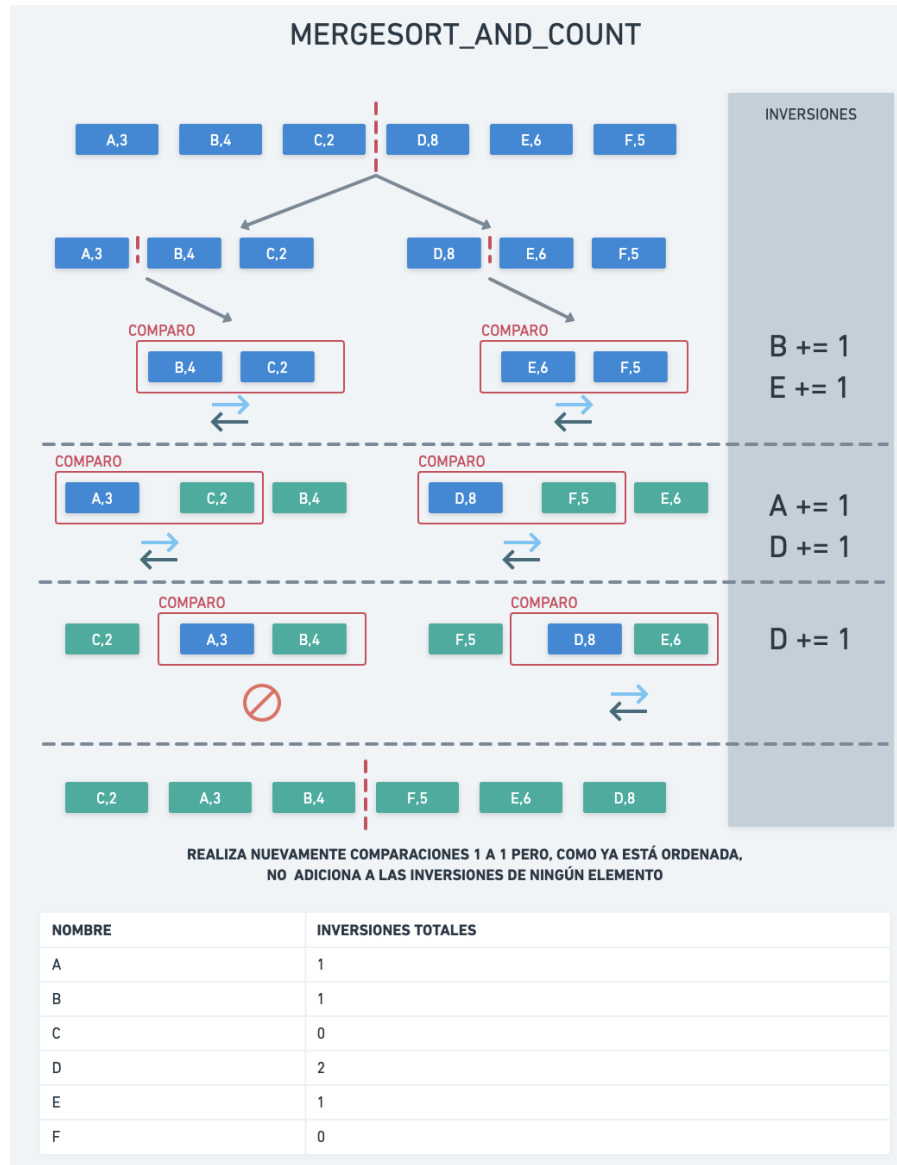 MERGESORT_AND_COUNT
INVERSIONES
A,3 B,4 C,2 D,8 E,6 F,5
A,3 B,4 C,2 D,8 E,6 F,5
COMPARO COMPARO
B,4 C,2 E,6 F,5
B += 1
E += 1
COMPARO COMPARO
A,3 C,2 B,4 D,8 F,5 E,6
A += 1
D += 1
COMPARO COMPARO
C,2 A,3 B,4 F,5 D,8 E,6
D += 1
C,2 A,3 B,4 F,5 E,6 D,8
REALIZA NUEVAMENTE COMPARACIONES 1 A 1 PERO, COMO YA ESTÁ ORDENADA,
NO ADICIONA A LAS INVERSIONES DE NINGÚN ELEMENTO
NOMBRE INVERSIONES TOTALES
A 1
B 1
C 0
D 2
E 1
F 0